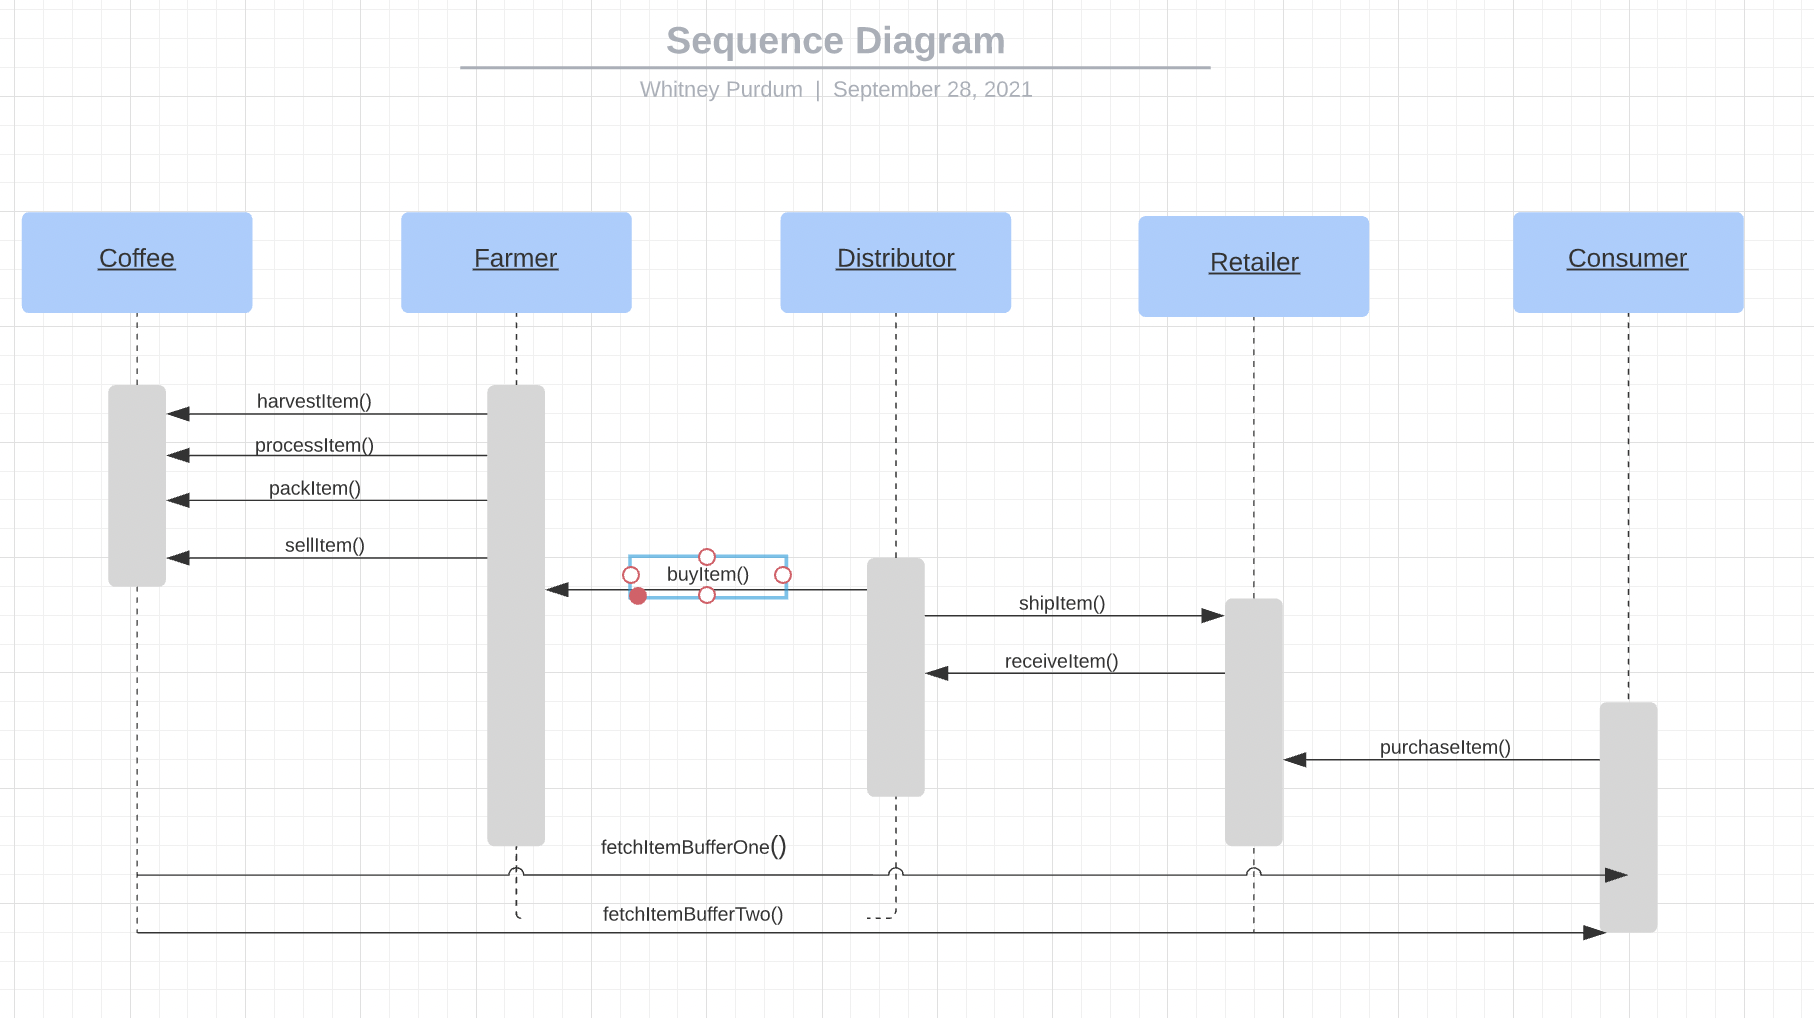 Sequence Diagram
Whitney Purdum | September 28, 2021
Coffee
Farmer
Distributor
Retailer
Consumer
harvestItem()
processItem()
packItem()
sellItem()
buyItem()
shipItem()
receiveItem()
purchaseItem()
fetchItemBufferOne()
fetchItemBufferTwo()